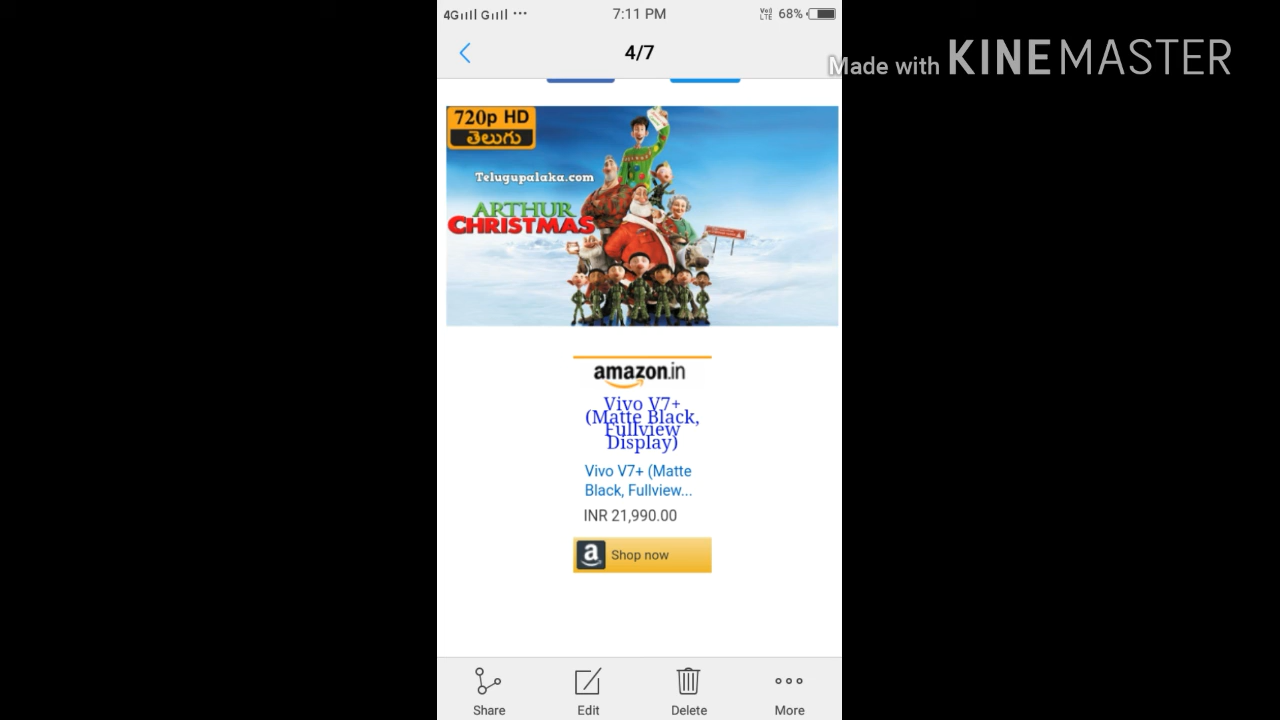 4G G ...
7:11 PM
VoLTE 68%
4/7
Made with KINEMASTER
720p HD
తెలుగు
Telugupalaka.com
ARTHUR
CHRISTMAS
amazon.in
Vivo V7+
(Matte Black,
Fullview
Display)
Vivo V7+ (Matte
Black, Fullview...
INR 21,990.00
a Shop now
Share
Edit
Delete
More